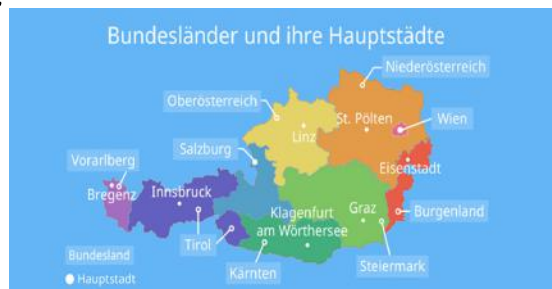 Bundesländer und ihre Hauptstädte
Niederösterreich
Oberösterreich
St. Pölten
Wien
Linz
Salzburg
Eisenstadt
Vorarlberg
Bregenz
Innsbruck
Klagenfurt
am Wörthersee
Graz
Burgenland
Tirol
Bundesland
Kärnten
Steiermark
Hauptstadt